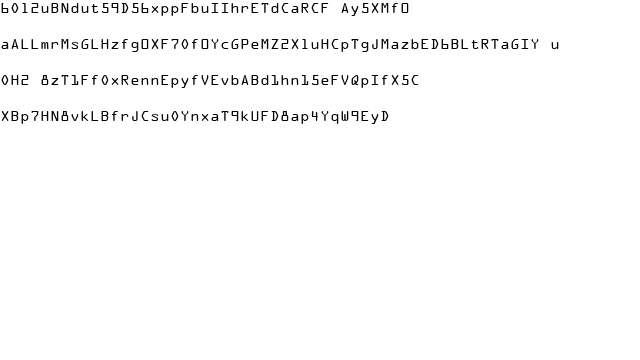 6012uBNdut59D56xppFbuIIhrETdCaRCF Ay5XMf0
aALLmrMsGLHzfg0XF70f0YcGPeMZ2XluHCpTgJMazbED6BLtRTaGIY u
0H2 8zT1Ff0xRennEpyfVEvbABd1hn15eFVQpIfX5C
XBp7HN8vkLBfrJCsu0YnxaT9kUFD8ap4YqW9EyD